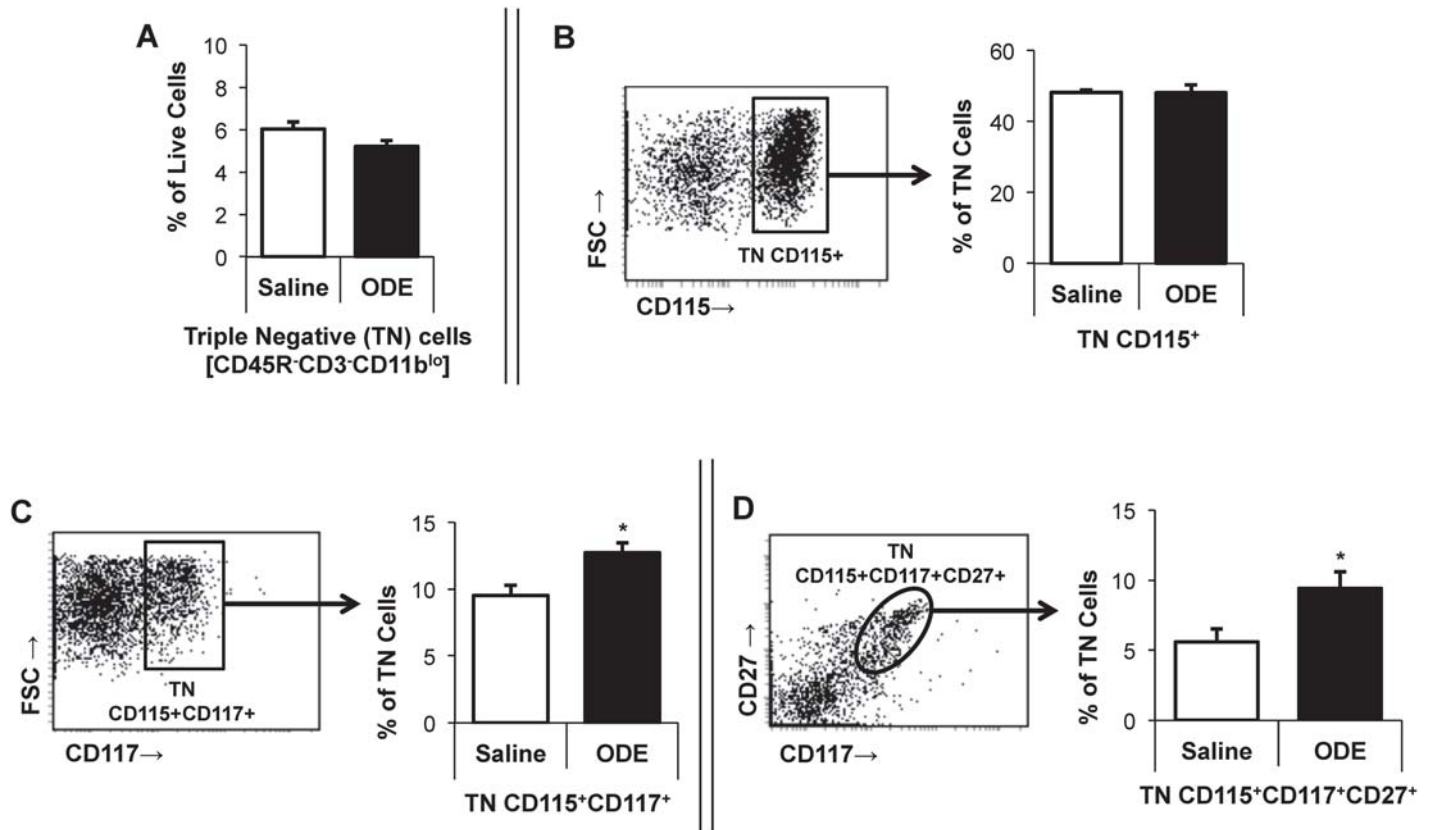 A
10
8
6
4
2
0
% of Live Cells
Saline
ODE
Triple Negative (TN) cells
[CD45R⁻CD3⁻CD11bˡᵒ]
B
FSC →
TN CD115+
CD115→
60
40
20
0
% of TN Cells
Saline
ODE
TN CD115⁺
C
FSC →
TN
CD115+CD117+
CD117→
15
10
5
0
% of TN Cells
*
Saline
ODE
TN CD115⁺CD117⁺
D
CD27 →
TN
CD115+CD117+CD27+
CD117→
15
10
5
0
% of TN Cells
*
Saline
ODE
TN CD115⁺CD117⁺CD27⁺